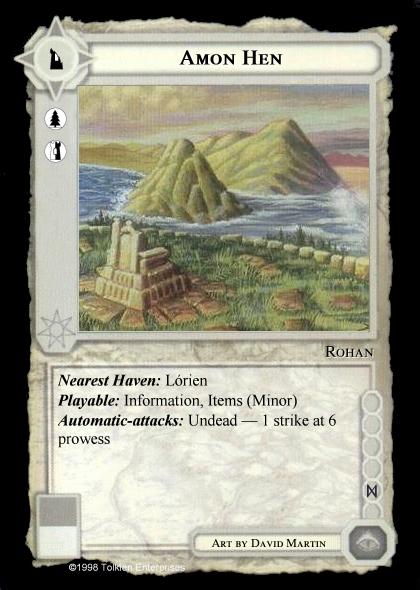 AMON HEN
ROHAN
Nearest Haven: Lórien
Playable: Information, Items (Minor)
Automatic-attacks: Undead — 1 strike at 6
prowess
ART BY DAVID MARTIN
©1998 Tolkien Enterprises